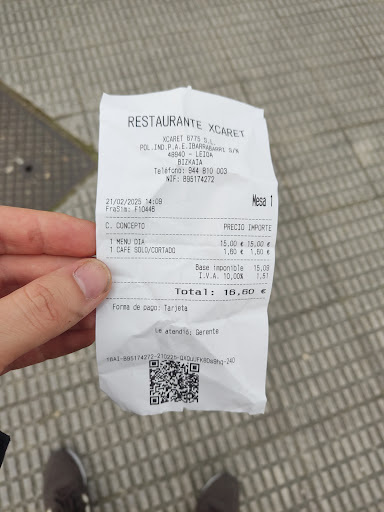 RESTAURANTE XCARET
XCARET 6775 S.L.
POL.IND.P.A.E.IBARRABARRI S/N
48940 - LEIOA
BIZKAIA
Teléfono: 944 810 003
NIF: B95174272
21/02/2025 14:09 Mesa 1
FraSim: F10445
C. CONCEPTO PRECIO IMPORTE
1 MENU DIA 15,00 € 15,00 €
1 CAFE SOLO/CORTADO 1,60 € 1,60 €
Base imponible 15,09
I.V.A. 10,00% 1,51
Total: 16,60 €
Forma de pago: Tarjeta
Le atendió: Gerente